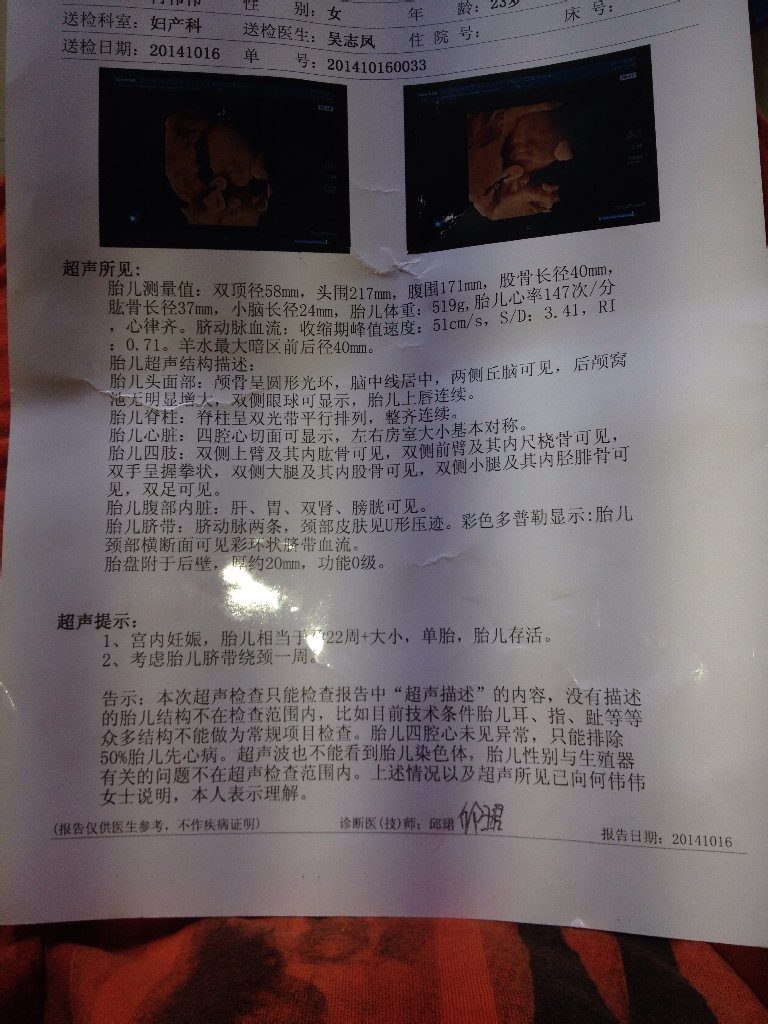 性 别：女 年 龄：23岁
送检科室：妇产科 送检医生：吴志凤 住 院 号： 床 号：
送检日期：20141016 单 号：201410160033
超声所见：
胎儿测量值：双顶径58mm，头围217mm，腹围171mm，股骨长径40mm，
肱骨长径37mm，小脑长径24mm，胎儿体重：519g,胎儿心率147次/分
，心律齐。脐动脉血流：收缩期峰值速度：51cm/s，S/D：3.41，RI
：0.71。羊水最大暗区前后径40mm。
胎儿超声结构描述：
胎儿头面部：颅骨呈圆形光环，脑中线居中，两侧丘脑可见，后颅窝
池无明显增大，双侧眼球可显示，胎儿上唇连续。
胎儿脊柱：脊柱呈双光带平行排列，整齐连续。
胎儿心脏：四腔心切面可显示，左右房室大小基本对称。
胎儿四肢：双侧上臂及其内肱骨可见，双侧前臂及其内尺桡骨可见，
双手呈握拳状，双侧大腿及其内股骨可见，双侧小腿及其内胫腓骨可
见，双足可见。
胎儿腹部内脏：肝、胃、双肾、膀胱可见。
胎儿脐带：脐动脉两条，颈部皮肤见U形压迹。彩色多普勒显示:胎儿
颈部横断面可见彩环状脐带血流。
胎盘附于后壁，厚约20mm，功能0级。
超声提示：
1、宫内妊娠，胎儿相当于22周+大小，单胎，胎儿存活。
2、考虑胎儿脐带绕颈一周。
告示：本次超声检查只能检查报告中“超声描述”的内容，没有描述
的胎儿结构不在检查范围内，比如目前技术条件胎儿耳、指、趾等等
众多结构不能做为常规项目检查。胎儿四腔心未见异常，只能排除
50%胎儿先心病。超声波也不能看到胎儿染色体，胎儿性别与生殖器
有关的问题不在超声检查范围内。上述情况以及超声所见已向何伟伟
女士说明，本人表示理解。
(报告仅供医生参考，不作疾病证明) 诊断医(技)师：邱珺 报告日期：20141016